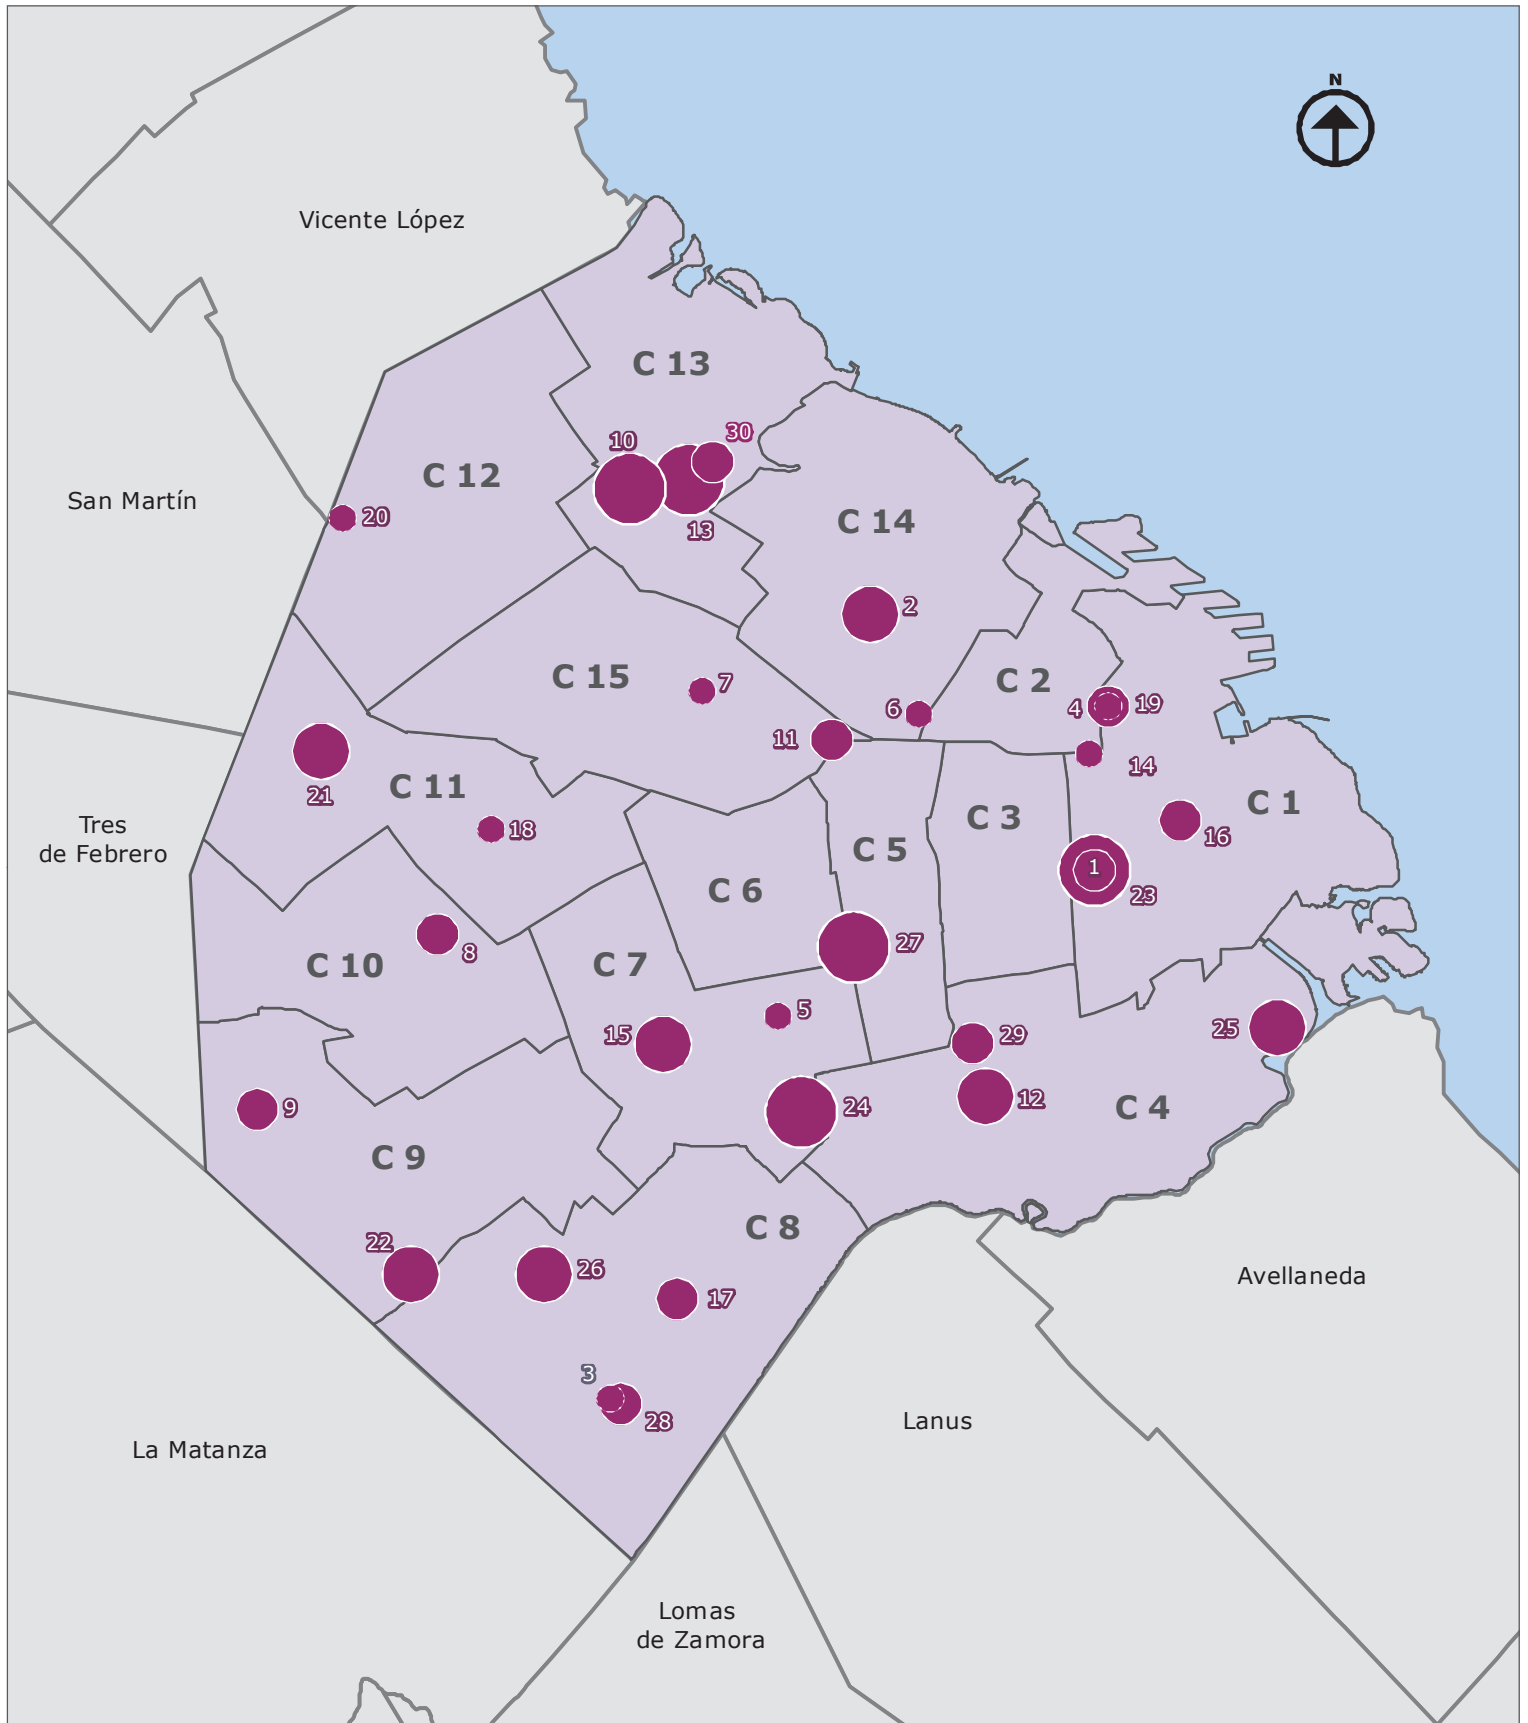 N
Vicente López
C 13
30
10
C 12
San Martín
20
13
C 14
2
C 15
7
C 2
6
4
19
11
14
21
C 11
C 1
C 3
16
18
Tres
de Febrero
C 5
1
23
C 6
27
8
C 10
C 7
5
15
29
25
9
24
12
C 4
C 9
C 8
22
26
17
Avellaneda
3
28
Lanus
La Matanza
Lomas
de Zamora